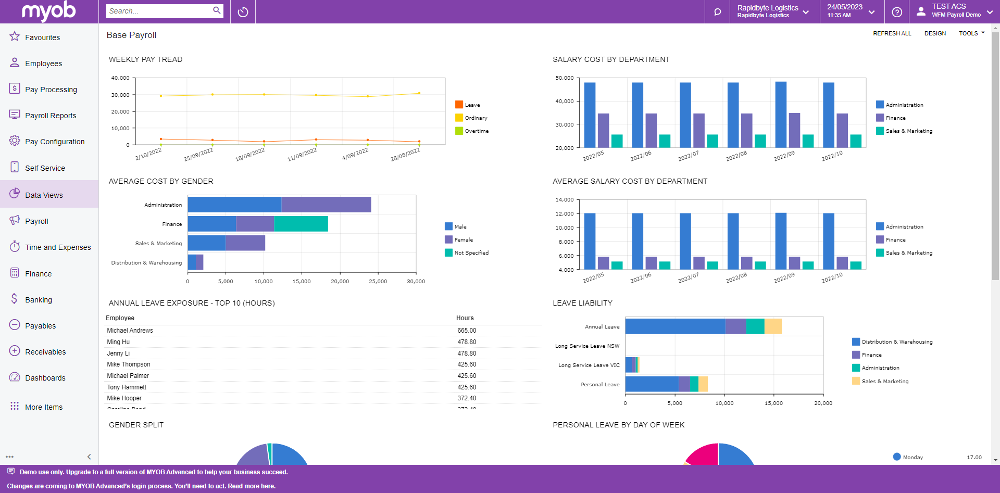 myob
Search...
Rapidbyte Logistics
Rapidbyte Logistics
24/05/2023
11:35 AM
TEST ACS
WFM Payroll Demo
Favourites
Employees
Pay Processing
Payroll Reports
Pay Configuration
Self Service
Data Views
Payroll
Time and Expenses
Finance
Banking
Payables
Receivables
Dashboards
More Items
Base Payroll
REFRESH ALL
DESIGN
TOOLS
WEEKLY PAY TREAD
40,000
30,000
20,000
10,000
0
2/10/2022
25/09/2022
18/09/2022
11/09/2022
4/09/2022
28/08/2022
Leave
Ordinary
Overtime
SALARY COST BY DEPARTMENT
50,000
40,000
30,000
20,000
2022/05
2022/06
2022/07
2022/08
2022/09
2022/10
Administration
Finance
Sales & Marketing
AVERAGE COST BY GENDER
Administration
Finance
Sales & Marketing
Distribution & Warehousing
0
5,000
10,000
15,000
20,000
25,000
30,000
Male
Female
Not Specified
AVERAGE SALARY COST BY DEPARTMENT
14,000
12,000
10,000
8,000
6,000
4,000
2022/05
2022/06
2022/07
2022/08
2022/09
2022/10
Administration
Finance
Sales & Marketing
ANNUAL LEAVE EXPOSURE - TOP 10 (HOURS)
Employee Hours
Michael Andrews 665.00
Ming Hu 478.80
Jenny Li 478.80
Mike Thompson 425.60
Michael Palmer 425.60
Tony Hammett 425.60
Mike Hooper 372.40
LEAVE LIABILITY
Annual Leave
Long Service Leave NSW
Long Service Leave VIC
Personal Leave
0
5,000
10,000
15,000
20,000
Distribution & Warehousing
Finance
Administration
Sales & Marketing
GENDER SPLIT
PERSONAL LEAVE BY DAY OF WEEK
Monday 17.00
Demo use only. Upgrade to a full version of MYOB Advanced to help your business succeed.
Changes are coming to MYOB Advanced's login process. You'll need to act. Read more here.